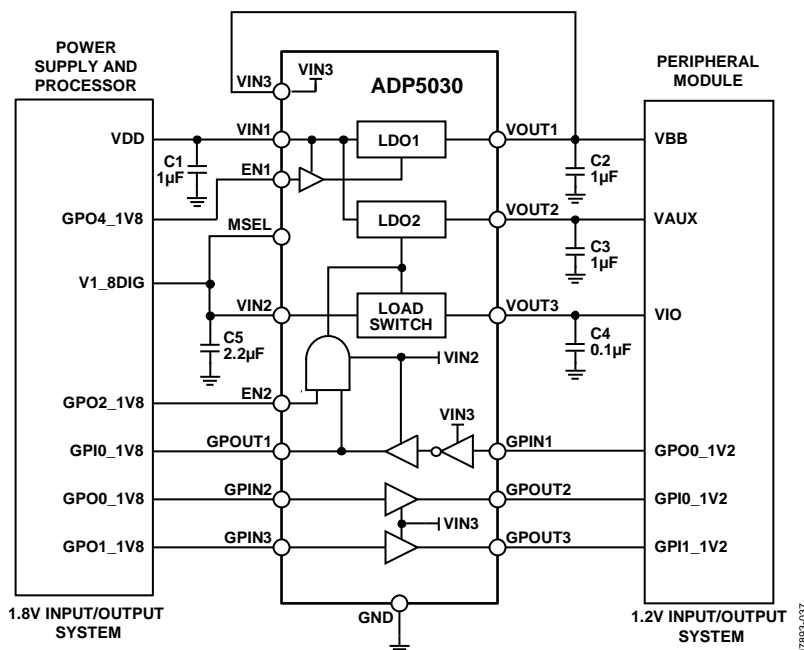 POWER
SUPPLY AND
PROCESSOR
VIN3
VIN3
ADP5030
PERIPHERAL
MODULE
VDD
VIN1
LDO1
VOUT1
VBB
C1
1µF
EN1
C2
1µF
GPO4_1V8
MSEL
LDO2
VOUT2
VAUX
C3
1µF
V1_8DIG
VIN2
LOAD
SWITCH
VOUT3
VIO
C5
2.2µF
C4
0.1µF
VIN2
GPO2_1V8
EN2
VIN3
GPI0_1V8
GPOUT1
GPIN1
GPO0_1V2
GPO0_1V8
GPIN2
GPOUT2
GPI0_1V2
VIN3
GPO1_1V8
GPIN3
GPOUT3
GPI1_1V2
GND
1.8V INPUT/OUTPUT
SYSTEM
1.2V INPUT/OUTPUT
SYSTEM
07893-037